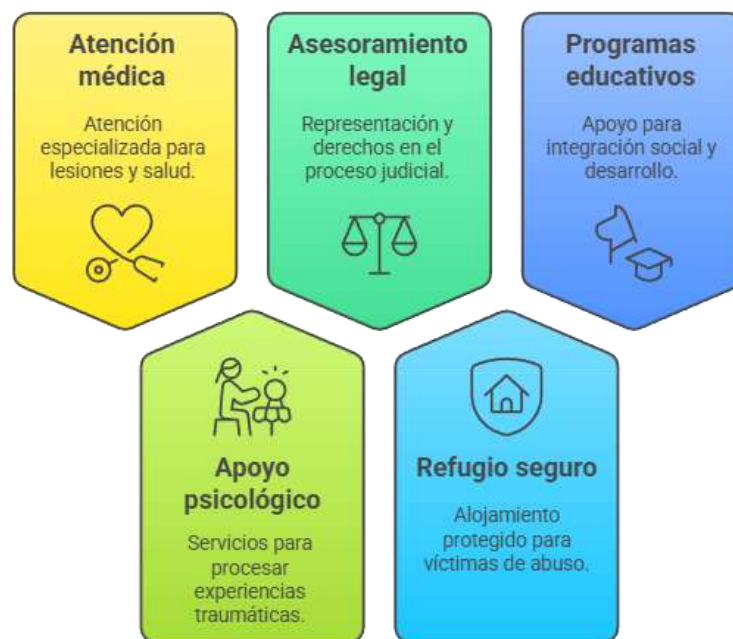 Atención
médica
Atención
especializada para
lesiones y salud.
Asesoramiento
legal
Representación y
derechos en el
proceso judicial.
Programas
educativos
Apoyo para
integración social y
desarrollo.
Apoyo
psicológico
Servicios para
procesar
experiencias
traumáticas.
Refugio seguro
Alojamiento
protegido para
víctimas de abuso.